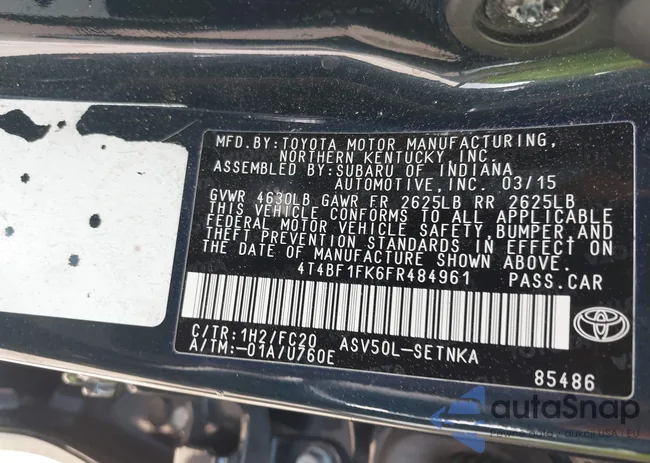 MFD.BY:TOYOTA MOTOR MANUFACTURING,
NORTHERN KENTUCKY, INC.
ASSEMBLED BY:SUBARU OF INDIANA
AUTOMOTIVE, INC. 03/15
GVWR 4630LB GAWR FR 2625LB RR 2625LB
THIS VEHICLE CONFORMS TO ALL APPLICABLE
FEDERAL MOTOR VEHICLE SAFETY,BUMPER,AND
THEFT PREVENTION STANDARDS IN EFFECT ON
THE DATE OF MANUFACTURE SHOWN ABOVE.
4T4BF1FK6FR484961 PASS.CAR
C/TR:1H2/FC20 ASV50L-SETNKA
A/TM:-01A/U760E
85486
autoSnap